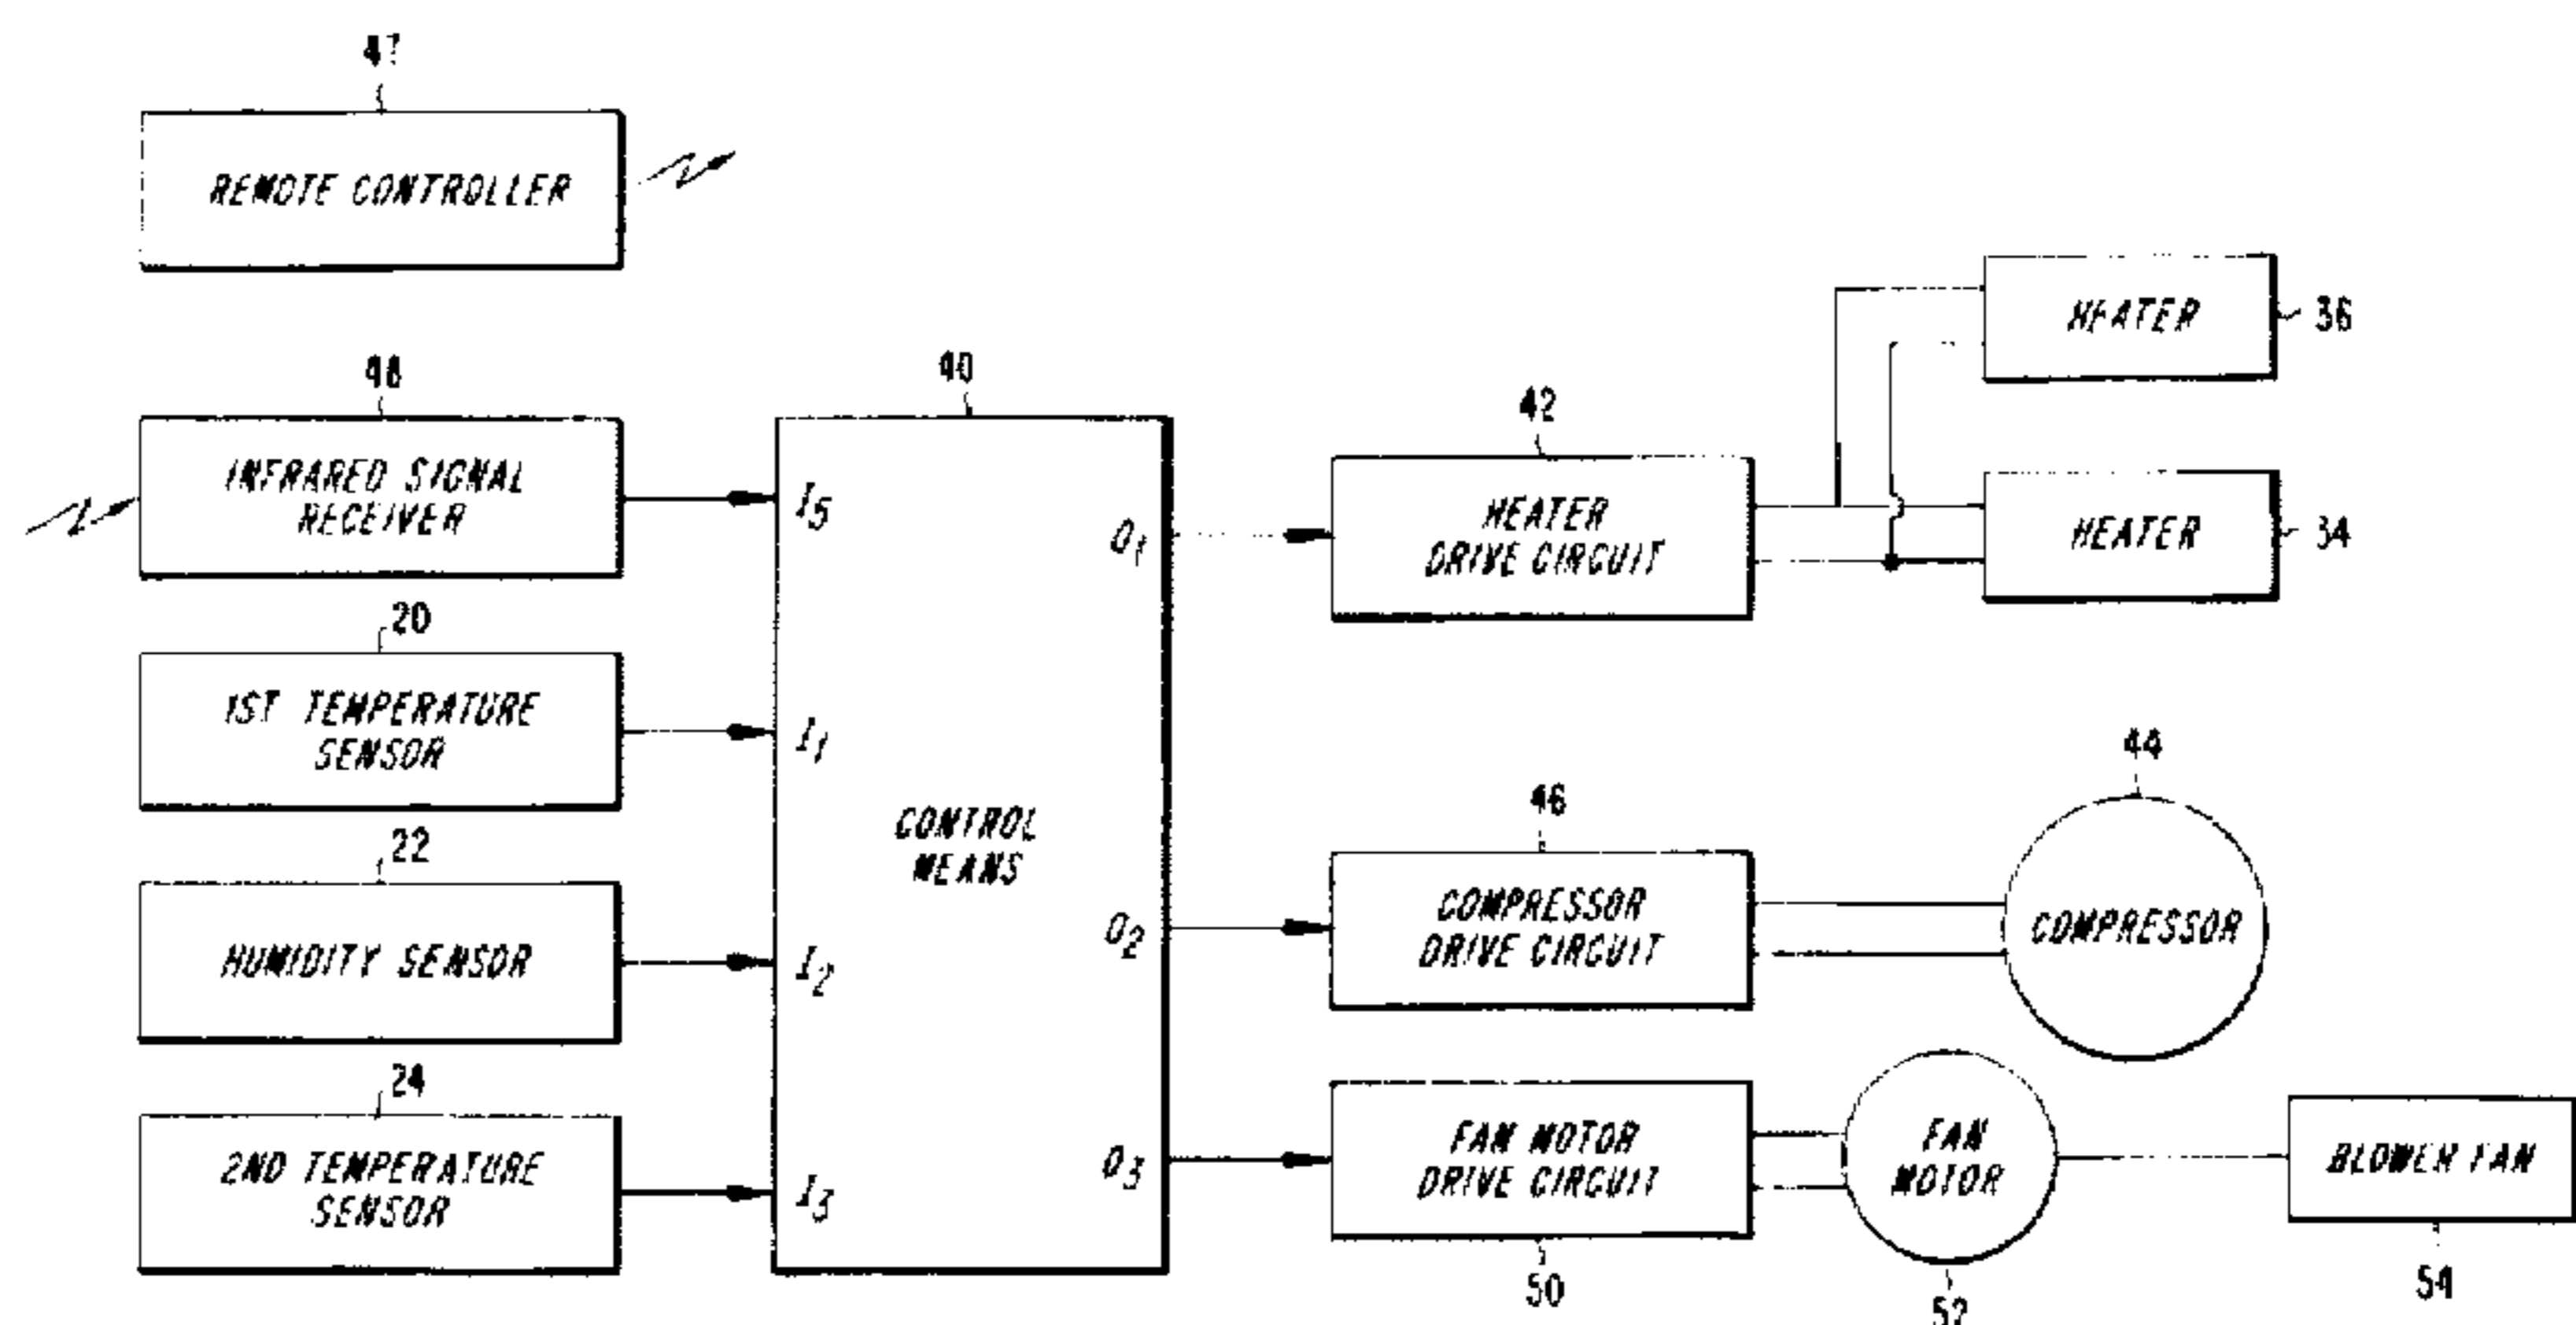 47
REMOTE CONTROLLER
48
INFRARED SIGNAL
RECEIVER
20
1ST TEMPERATURE
SENSOR
22
HUMIDITY SENSOR
24
2ND TEMPERATURE
SENSOR
40
I5
I1
I2
I3
CONTROL
MEANS
O1
O2
O3
42
HEATER
DRIVE CIRCUIT
HEATER
36
HEATER
34
46
COMPRESSOR
DRIVE CIRCUIT
44
COMPRESSOR
FAN MOTOR
DRIVE CIRCUIT
50
FAN
MOTOR
52
BLOWER FAN
54